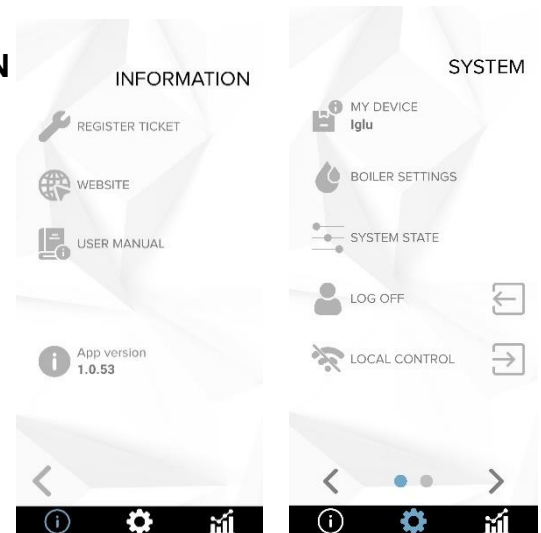 N
INFORMATION
REGISTER TICKET
WEBSITE
USER MANUAL
App version
1.0.53
SYSTEM
MY DEVICE
Iglu
BOILER SETTINGS
SYSTEM STATE
LOG OFF
LOCAL CONTROL